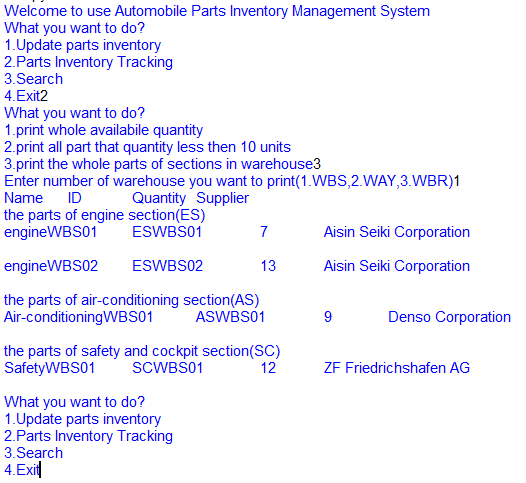 Welcome to use Automobile Parts Inventory Management System
What you want to do?
1.Update parts inventory
2.Parts Inventory Tracking
3.Search
4.Exit2
What you want to do?
1.print whole availabile quantity
2.print all part that quantity less then 10 units
3.print the whole parts of sections in warehouse3
Enter number of warehouse you want to print(1.WBS,2.WAY,3.WBR)1
Name ID Quantity Supplier
the parts of engine section(ES)
engineWBS01 ESWBS01 7 Aisin Seiki Corporation
engineWBS02 ESWBS02 13 Aisin Seiki Corporation
the parts of air-conditioning section(AS)
Air-conditioningWBS01 ASWBS01 9 Denso Corporation
the parts of safety and cockpit section(SC)
SafetyWBS01 SCWBS01 12 ZF Friedrichshafen AG
What you want to do?
1.Update parts inventory
2.Parts Inventory Tracking
3.Search
4.Exit